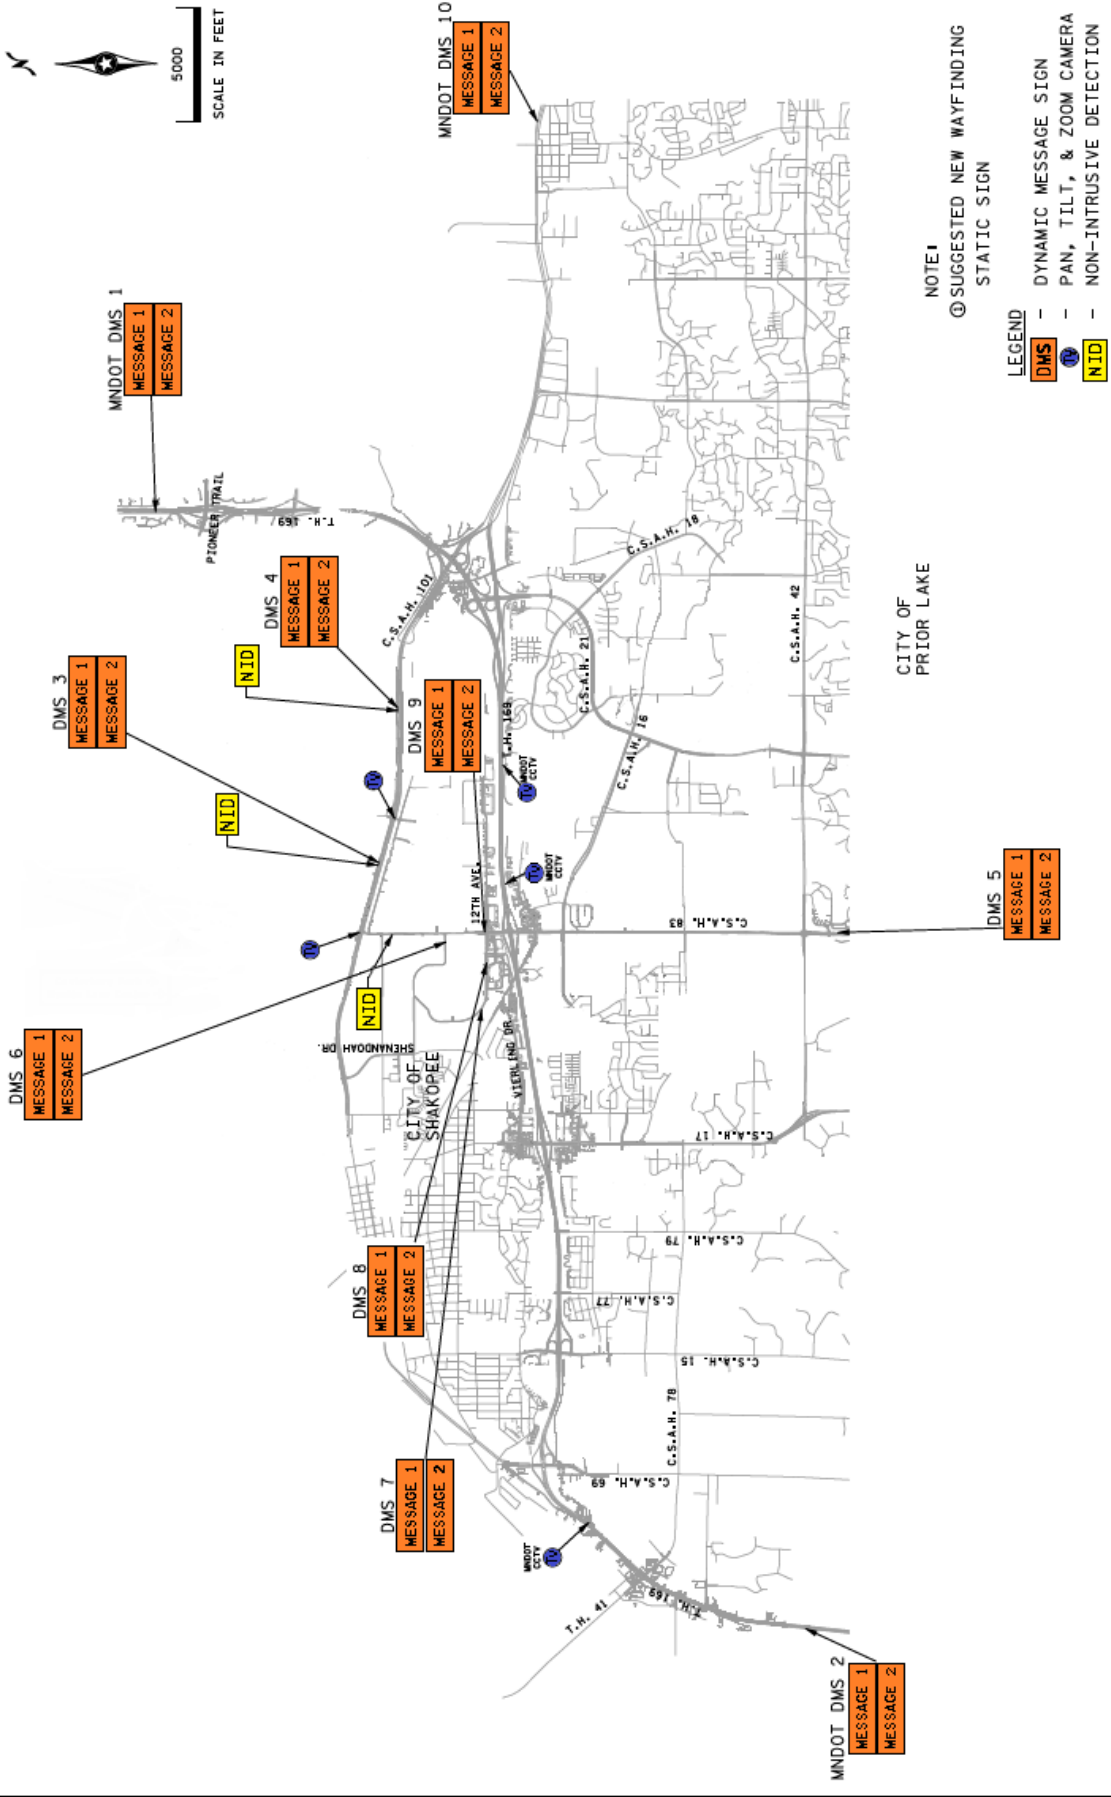 N
5000
SCALE IN FEET
MNDOT DMS 10
MESSAGE 1
MESSAGE 2
MNDOT DMS 1
MESSAGE 1
MESSAGE 2
PIONEER TRAIL
T.H. 169
DMS 4
MESSAGE 1
MESSAGE 2
C.S.A.H. 101
NID
DMS 3
MESSAGE 1
MESSAGE 2
DMS 9
MESSAGE 1
MESSAGE 2
TV
NID
T.H. 169
TV
MNDOT
CCTV
TV
MNDOT
CCTV
12TH AVE.
TV
NID
DMS 6
MESSAGE 1
MESSAGE 2
SHENANDOAH DR.
CITY OF
SHAKOPEE
VIERLING DR.
C.S.A.H. 18
C.S.A.H. 21
C.S.A.H. 16
C.S.A.H. 42
C.S.A.H. 83
DMS 5
MESSAGE 1
MESSAGE 2
CITY OF
PRIOR LAKE
C.S.A.H. 17
C.S.A.H. 79
C.S.A.H. 77
C.S.A.H. 15
C.S.A.H. 78
C.S.A.H. 69
DMS 8
MESSAGE 1
MESSAGE 2
DMS 7
MESSAGE 1
MESSAGE 2
MNDOT
CCTV
TV
T.H. 41
T.H. 169
MNDOT DMS 2
MESSAGE 1
MESSAGE 2
NOTE:
① SUGGESTED NEW WAYFINDING
STATIC SIGN
LEGEND
DMS - DYNAMIC MESSAGE SIGN
TV - PAN, TILT, & ZOOM CAMERA
NID - NON-INTRUSIVE DETECTION